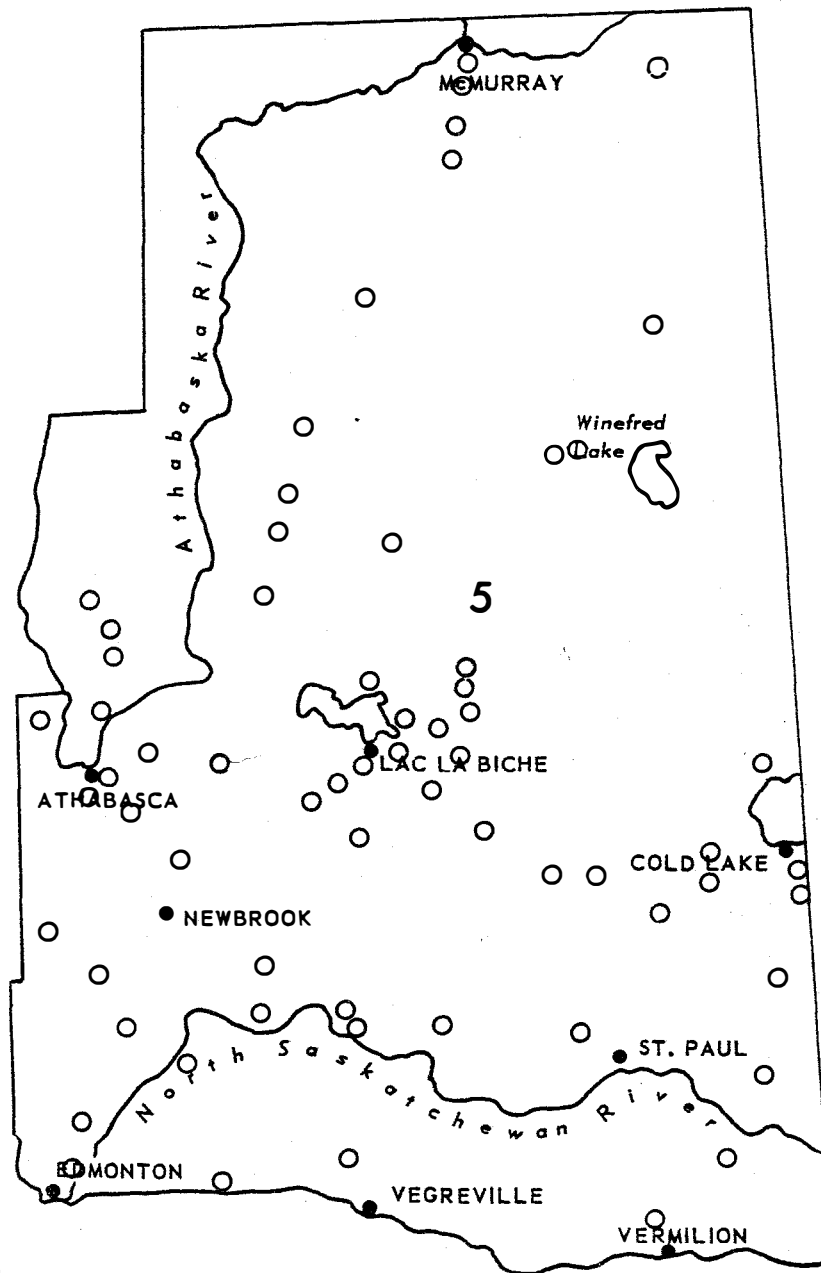 McMURRAY
Athabaska River
Winefred
Lake
5
LAC LA BICHE
ATHABASCA
COLD LAKE
NEWBROOK
ST. PAUL
North Saskatchewan River
EDMONTON
VEGREVILLE
VERMILION